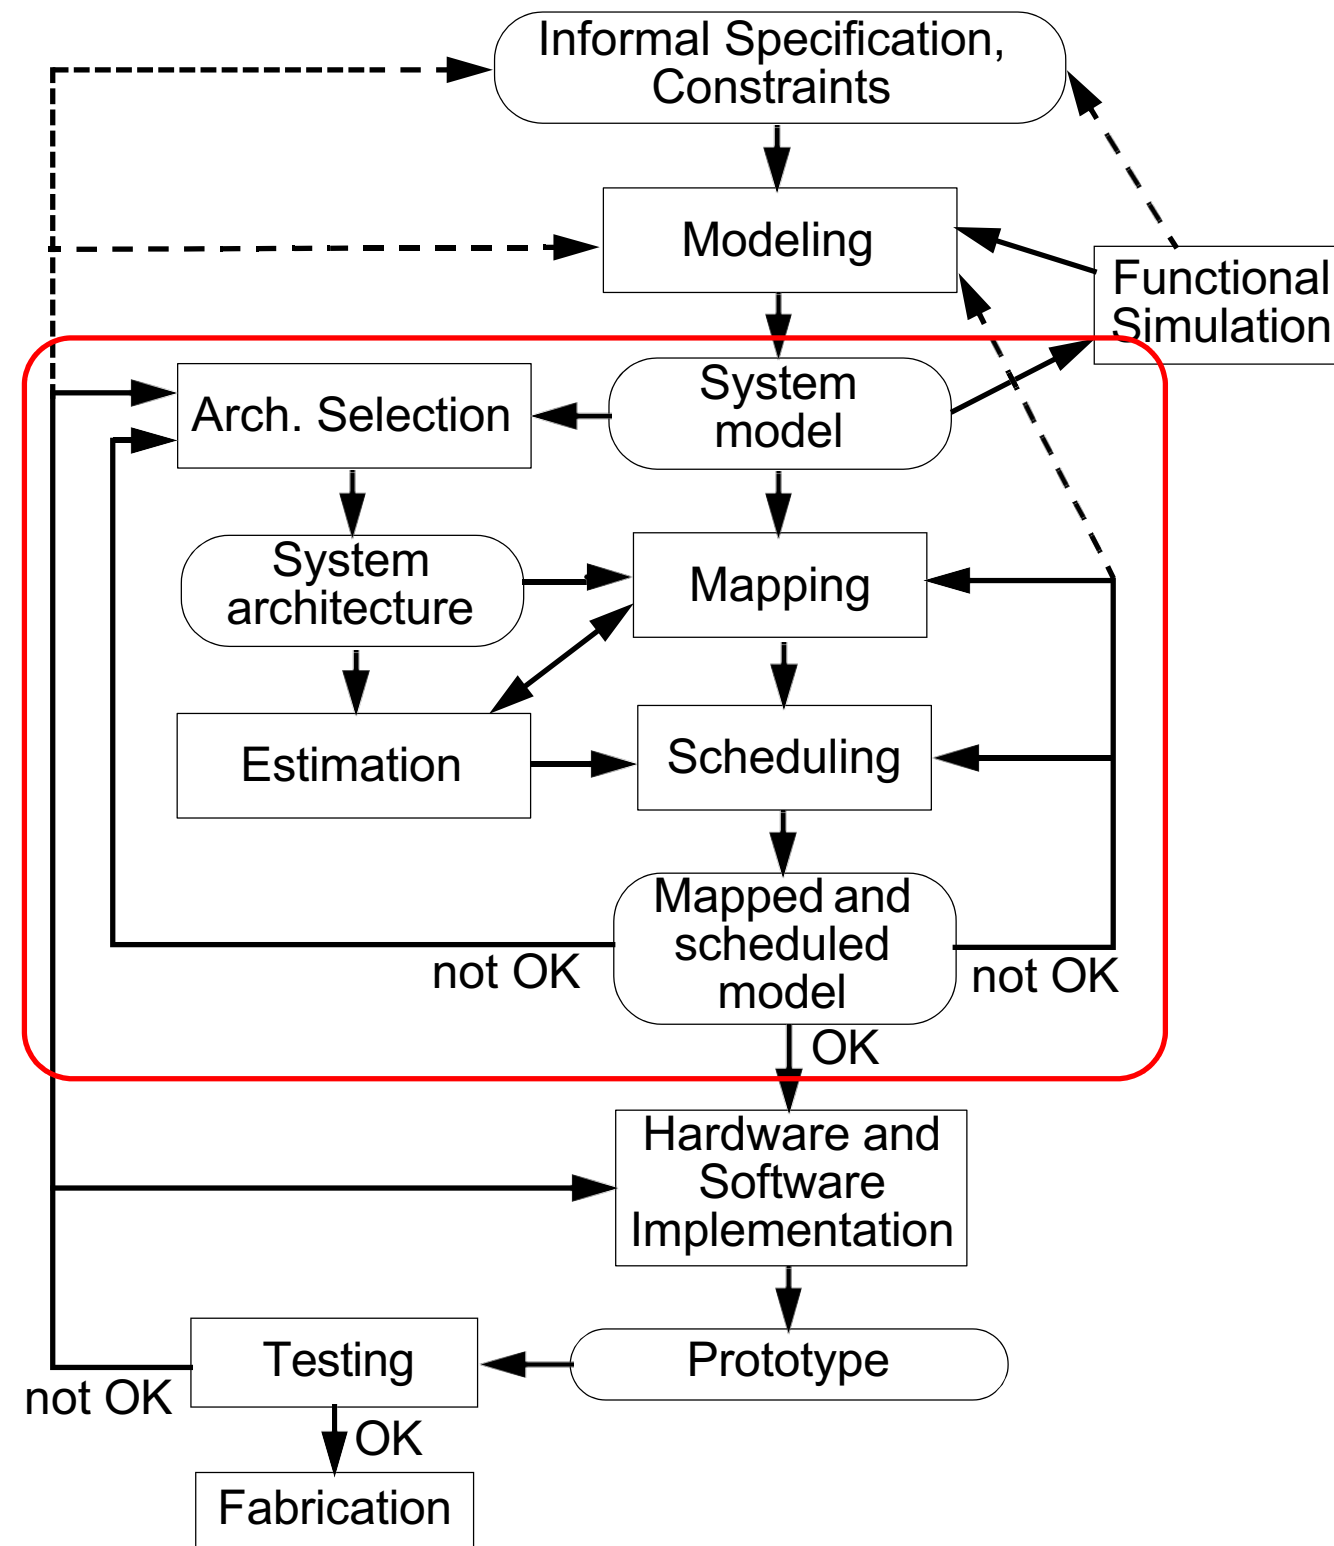 Informal Specification,
Constraints
Modeling
Functional
Simulation
System
model
Arch. Selection
System
architecture
Mapping
Estimation
Scheduling
Mapped and
scheduled
model
not OK
not OK
OK
Hardware and
Software
Implementation
Testing
Prototype
not OK
OK
Fabrication